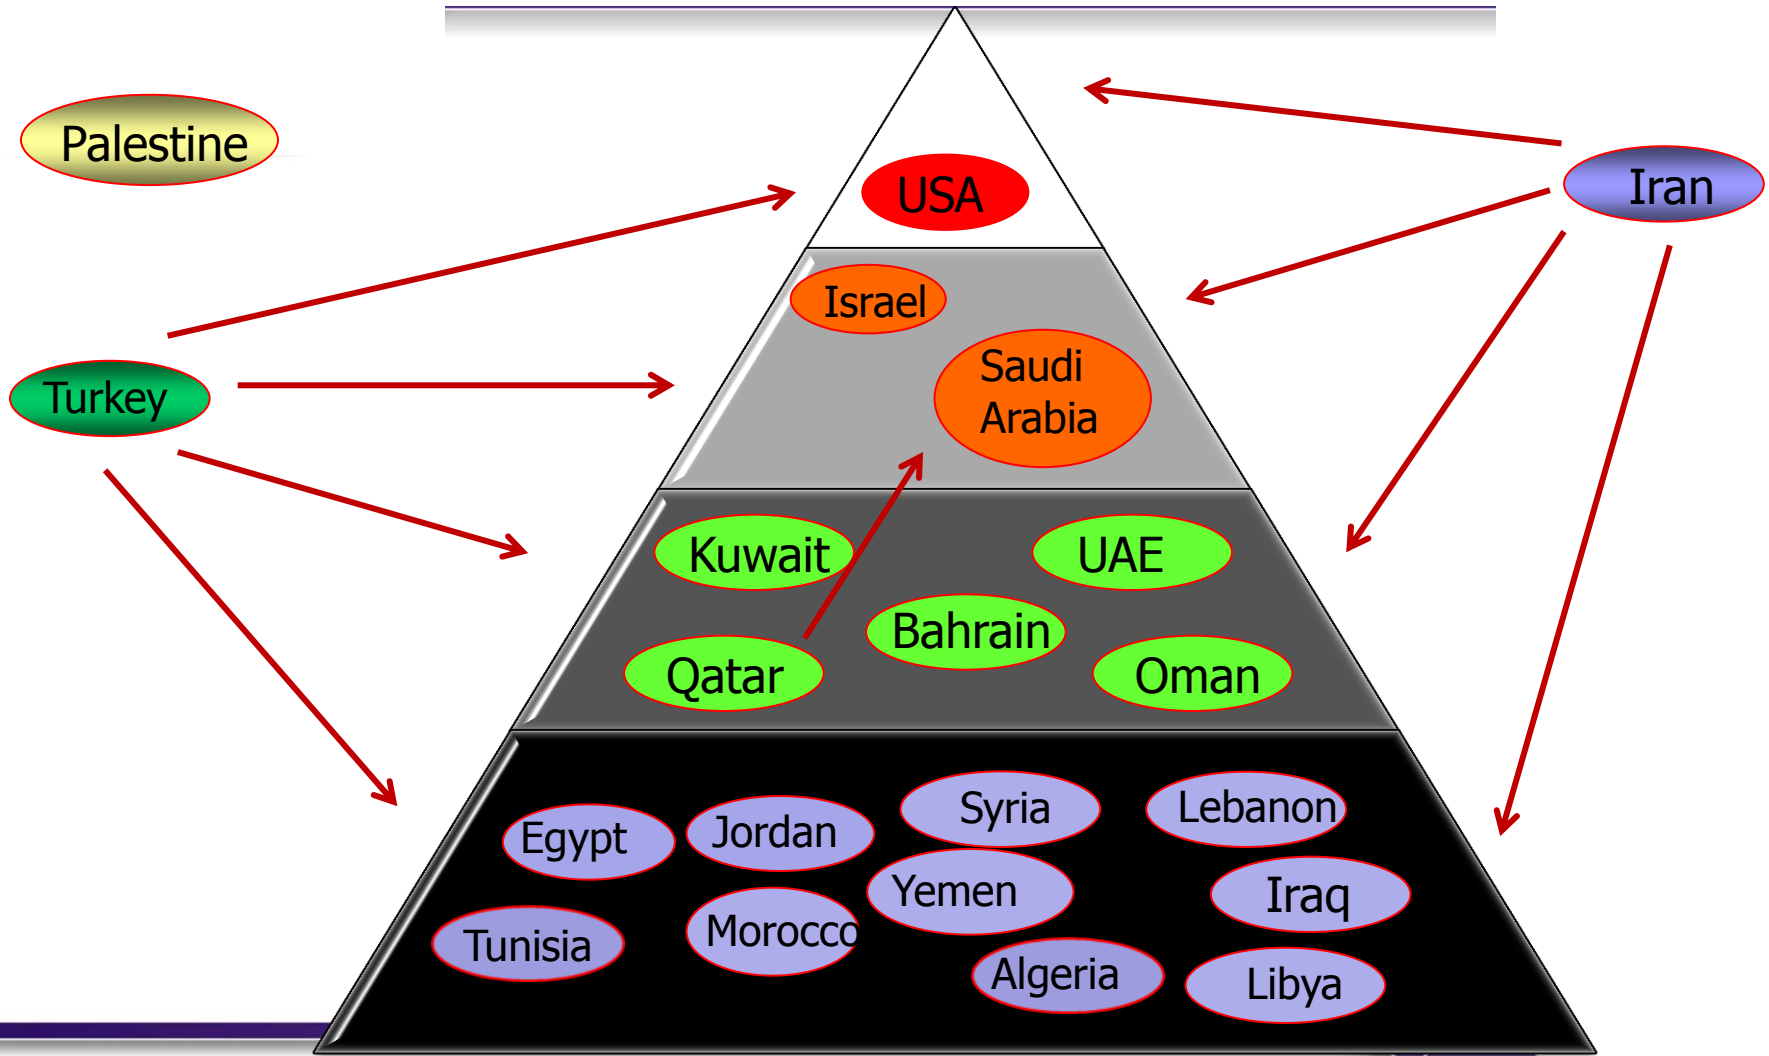 Palestine
USA
Iran
Israel
Saudi
Arabia
Turkey
Kuwait
UAE
Bahrain
Qatar
Oman
Syria
Lebanon
Egypt
Jordan
Yemen
Iraq
Tunisia
Morocco
Algeria
Libya